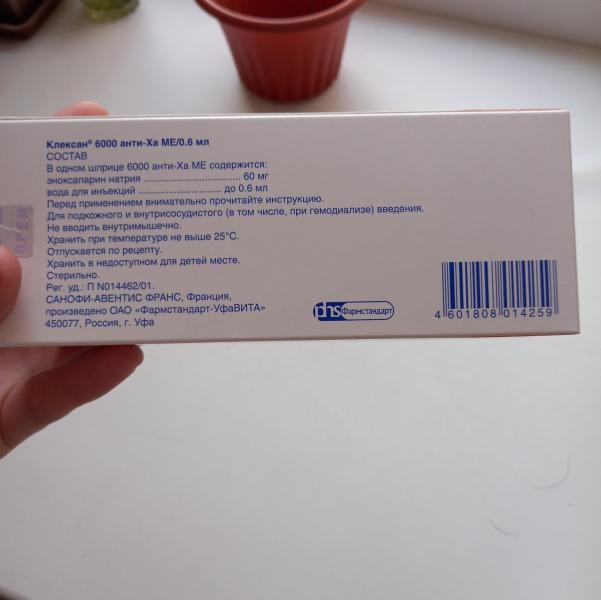 Клексан® 6000 анти-Ха МЕ/0.6 мл
СОСТАВ
В одном шприце 6000 анти-Ха МЕ содержится:
эноксапарин натрия ................................ 60 мг
вода для инъекций ........................... до 0.6 мл
Перед применением внимательно прочитайте инструкцию.
Для подкожного и внутрисосудистого (в том числе, при гемодиализе) введения.
Не вводить внутримышечно.
Хранить при температуре не выше 25°С.
Отпускается по рецепту.
Хранить в недоступном для детей месте.
Стерильно.
Рег. уд.: П N014462/01.
САНОФИ-АВЕНТИС ФРАНС, Франция,
произведено ОАО «Фармстандарт-УфаВИТА»
450077, Россия, г. Уфа
phs Фармстандарт
4 601808 014259
OPEN